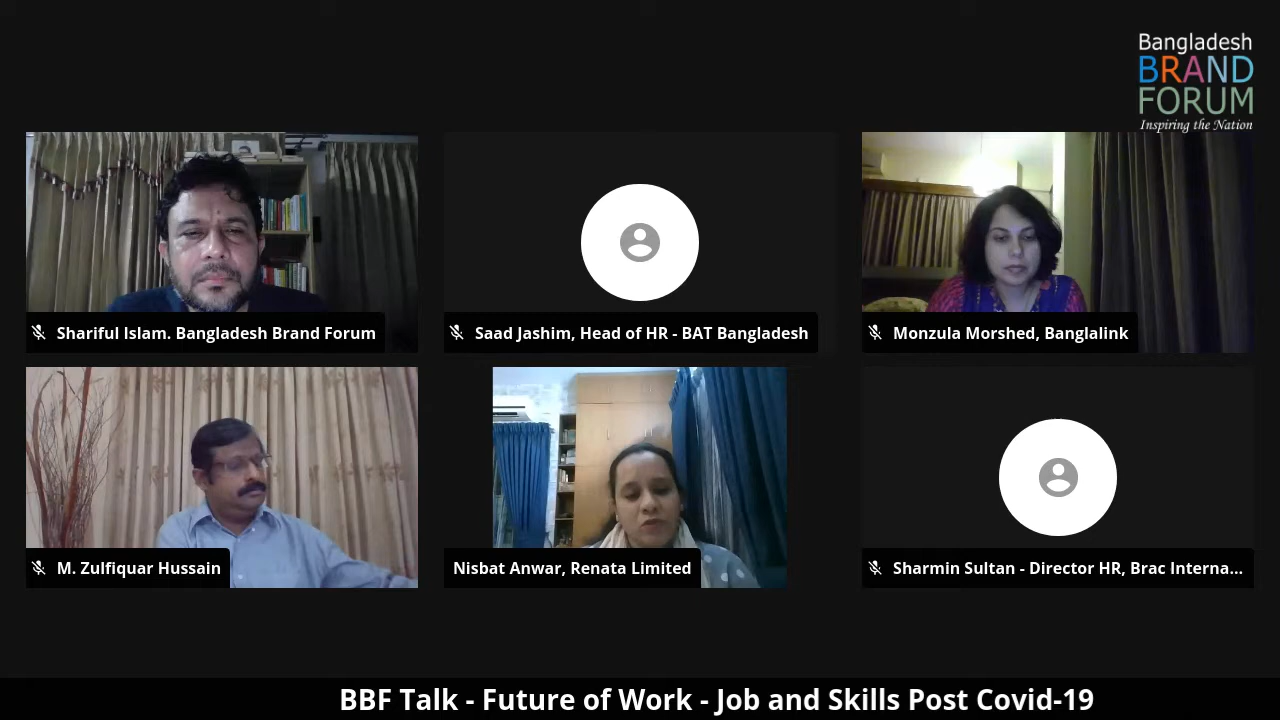 Bangladesh
BRAND
FORUM
Inspiring the Nation
Shariful Islam. Bangladesh Brand Forum
Saad Jashim, Head of HR - BAT Bangladesh
Monzula Morshed, Banglalink
M. Zulfiquar Hussain
Nisbat Anwar, Renata Limited
Sharmin Sultan - Director HR, Brac Interna...
BBF Talk - Future of Work - Job and Skills Post Covid-19